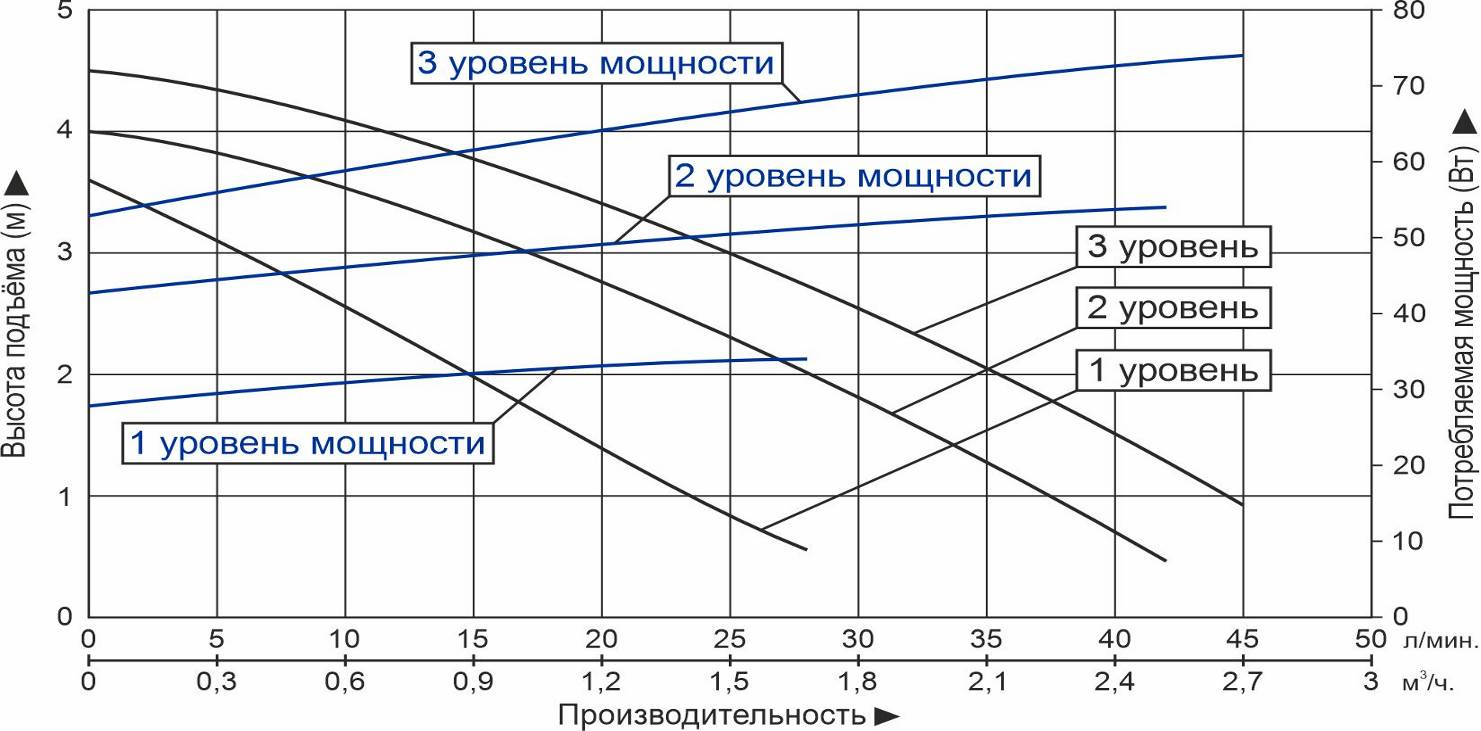 5
80
3 уровень мощности
70
4
60
2 уровень мощности
50
3 уровень
3
2 уровень
40
1 уровень
2
30
1 уровень мощности
20
1
10
0
0
Высота подъёма (м) ▶
Потребляемая мощность (Вт) ▶
0 5 10 15 20 25 30 35 40 45 50 л/мин.
0 0,3 0,6 0,9 1,2 1,5 1,8 2,1 2,4 2,7 3 м³/ч.
Производительность ▶